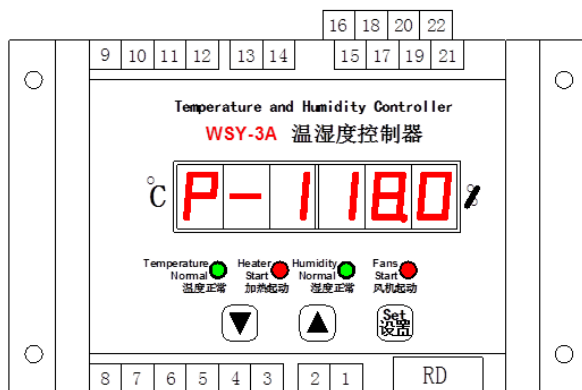 16 18 20 22
9 10 11 12 13 14 15 17 19 21
Temperature and Humidity Controller
WSY-3A 温湿度控制器
℃ P-1 18.0 %
Temperature Normal 温度正常
Heater Start 加热起动
Humidity Normal 湿度正常
Fans Start 风机起动
Set
设置
8 7 6 5 4 3 2 1 RD